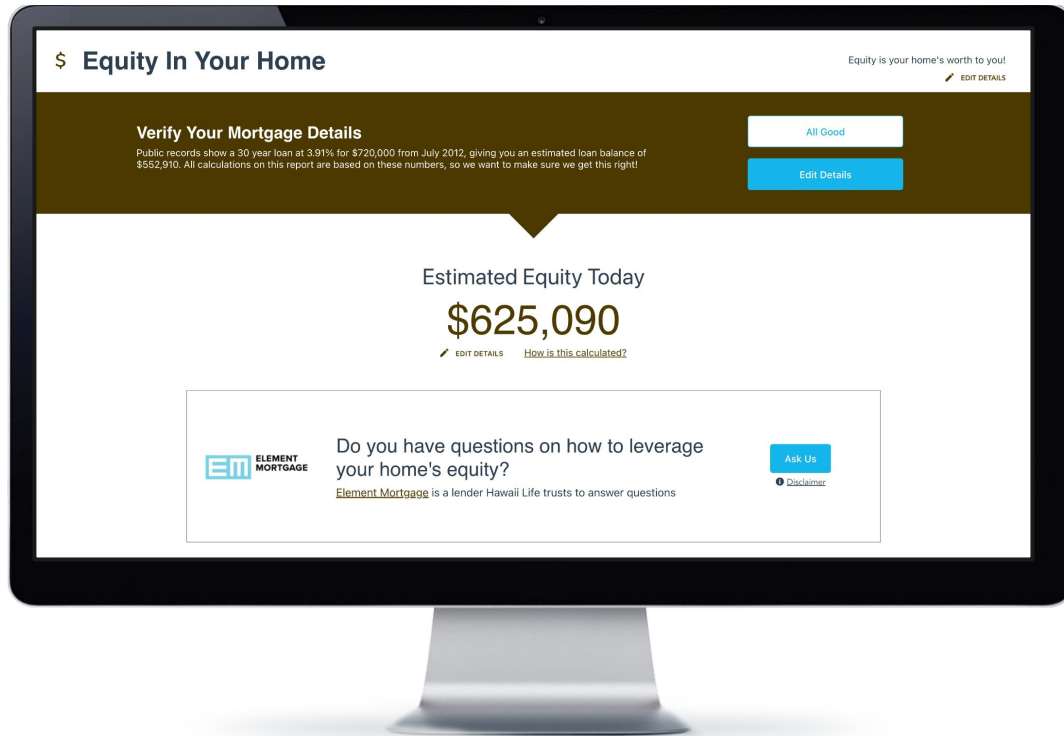 $ Equity In Your Home
Equity is your home's worth to you!
EDIT DETAILS
Verify Your Mortgage Details
Public records show a 30 year loan at 3.91% for $720,000 from July 2012, giving you an estimated loan balance of
$552,910. All calculations on this report are based on these numbers, so we want to make sure we get this right!
All Good
Edit Details
Estimated Equity Today
$625,090
EDIT DETAILS How is this calculated?
EM ELEMENT
MORTGAGE
Do you have questions on how to leverage
your home's equity?
Element Mortgage is a lender Hawaii Life trusts to answer questions
Ask Us
Disclaimer